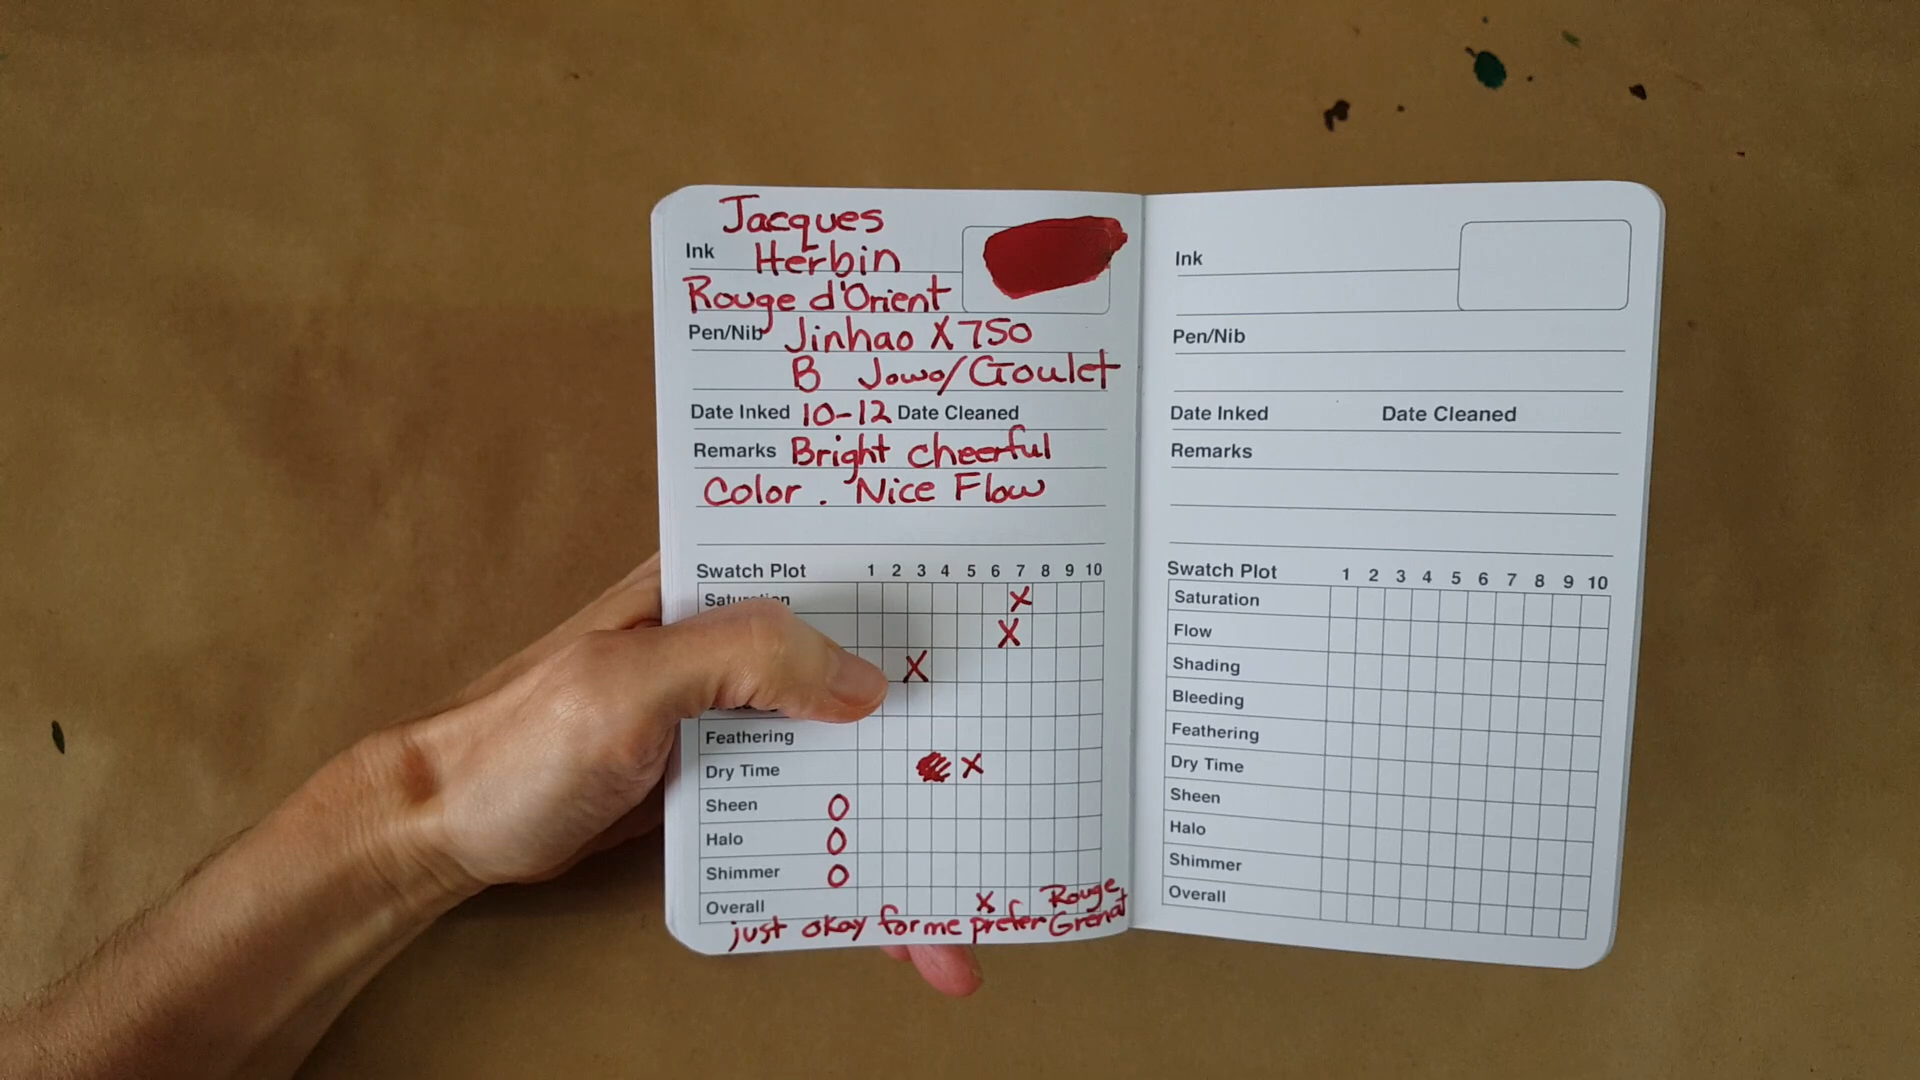 Jacques
Ink Herbin
Rouge d'Orient
Pen/Nib Jinhao X750
B Jowo/Goulet
Date Inked 10-12 Date Cleaned
Remarks Bright cheerful
Color. Nice Flow
Swatch Plot 1 2 3 4 5 6 7 8 9 10
Saturation X
X
X
Feathering
Dry Time X
Sheen O
Halo O
Shimmer O
Overall X Rouge
just okay for me prefer Grenat
Ink
Pen/Nib
Date Inked Date Cleaned
Remarks
Swatch Plot 1 2 3 4 5 6 7 8 9 10
Saturation
Flow
Shading
Bleeding
Feathering
Dry Time
Sheen
Halo
Shimmer
Overall